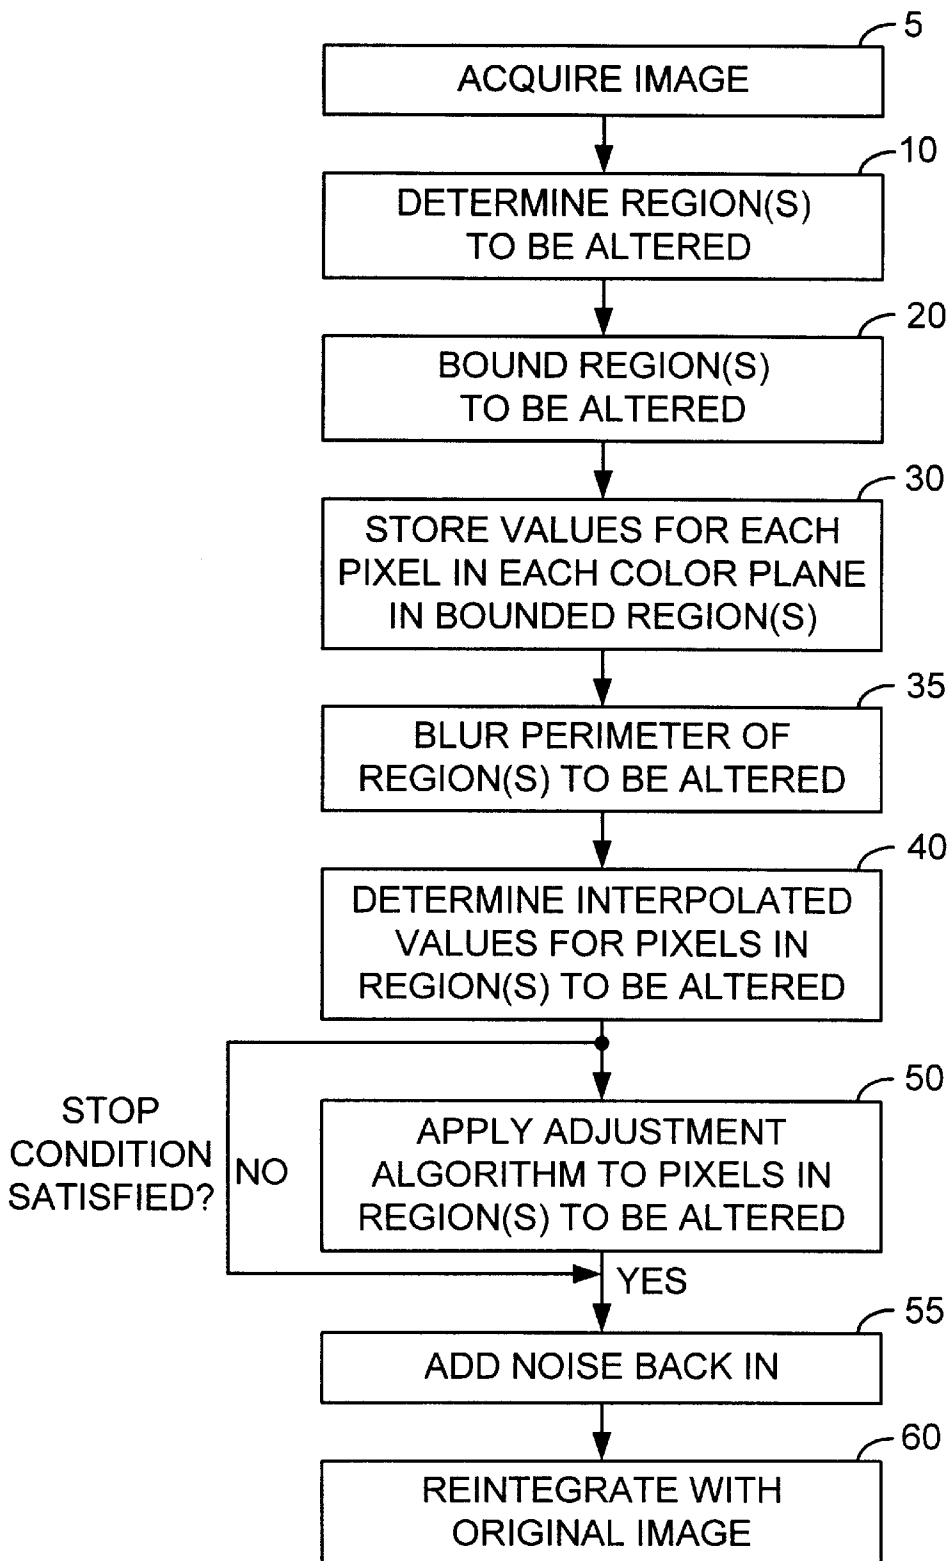 5
ACQUIRE IMAGE
10
DETERMINE REGION(S)
TO BE ALTERED
20
BOUND REGION(S)
TO BE ALTERED
30
STORE VALUES FOR EACH
PIXEL IN EACH COLOR PLANE
IN BOUNDED REGION(S)
35
BLUR PERIMETER OF
REGION(S) TO BE ALTERED
40
DETERMINE INTERPOLATED
VALUES FOR PIXELS IN
REGION(S) TO BE ALTERED
STOP
CONDITION
SATISFIED?
NO
50
APPLY ADJUSTMENT
ALGORITHM TO PIXELS IN
REGION(S) TO BE ALTERED
YES
55
ADD NOISE BACK IN
60
REINTEGRATE WITH
ORIGINAL IMAGE